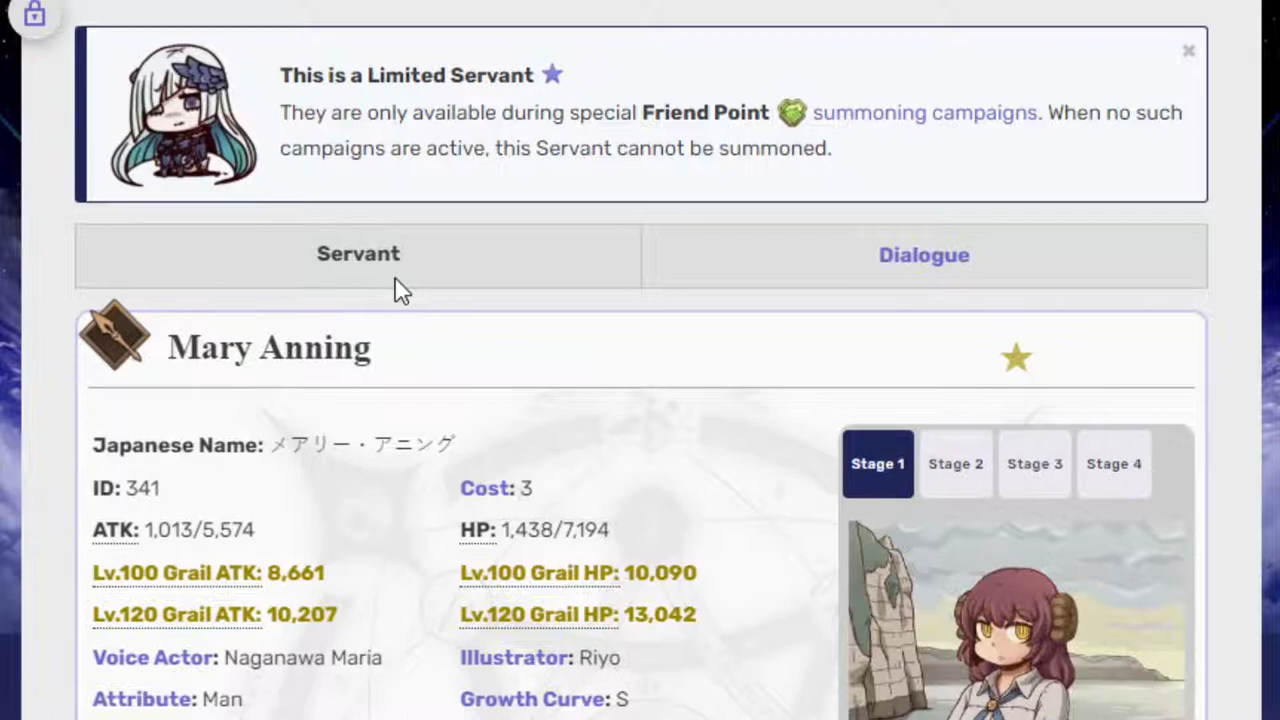 This is a Limited Servant
×
They are only available during special Friend Point summoning campaigns. When no such
campaigns are active, this Servant cannot be summoned.
Servant
Dialogue
Mary Anning
Japanese Name: メアリー・アニング
ID: 341
Cost: 3
ATK: 1,013/5,574
HP: 1,438/7,194
Lv.100 Grail ATK: 8,661
Lv.100 Grail HP: 10,090
Lv.120 Grail ATK: 10,207
Lv.120 Grail HP: 13,042
Voice Actor: Naganawa Maria
Illustrator: Riyo
Attribute: Man
Growth Curve: S
Stage 1
Stage 2
Stage 3
Stage 4